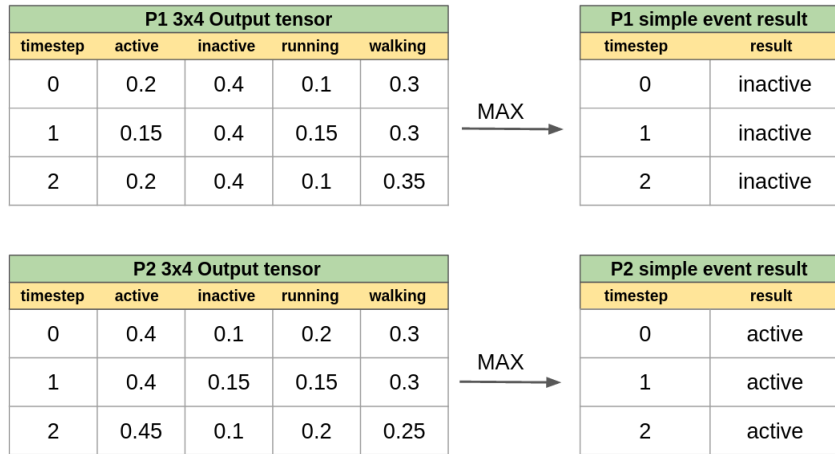 P1 3x4 Output tensor
timestep active inactive running walking
0 0.2 0.4 0.1 0.3
1 0.15 0.4 0.15 0.3
2 0.2 0.4 0.1 0.35
MAX
P1 simple event result
timestep result
0 inactive
1 inactive
2 inactive
P2 3x4 Output tensor
timestep active inactive running walking
0 0.4 0.1 0.2 0.3
1 0.4 0.15 0.15 0.3
2 0.45 0.1 0.2 0.25
MAX
P2 simple event result
timestep result
0 active
1 active
2 active